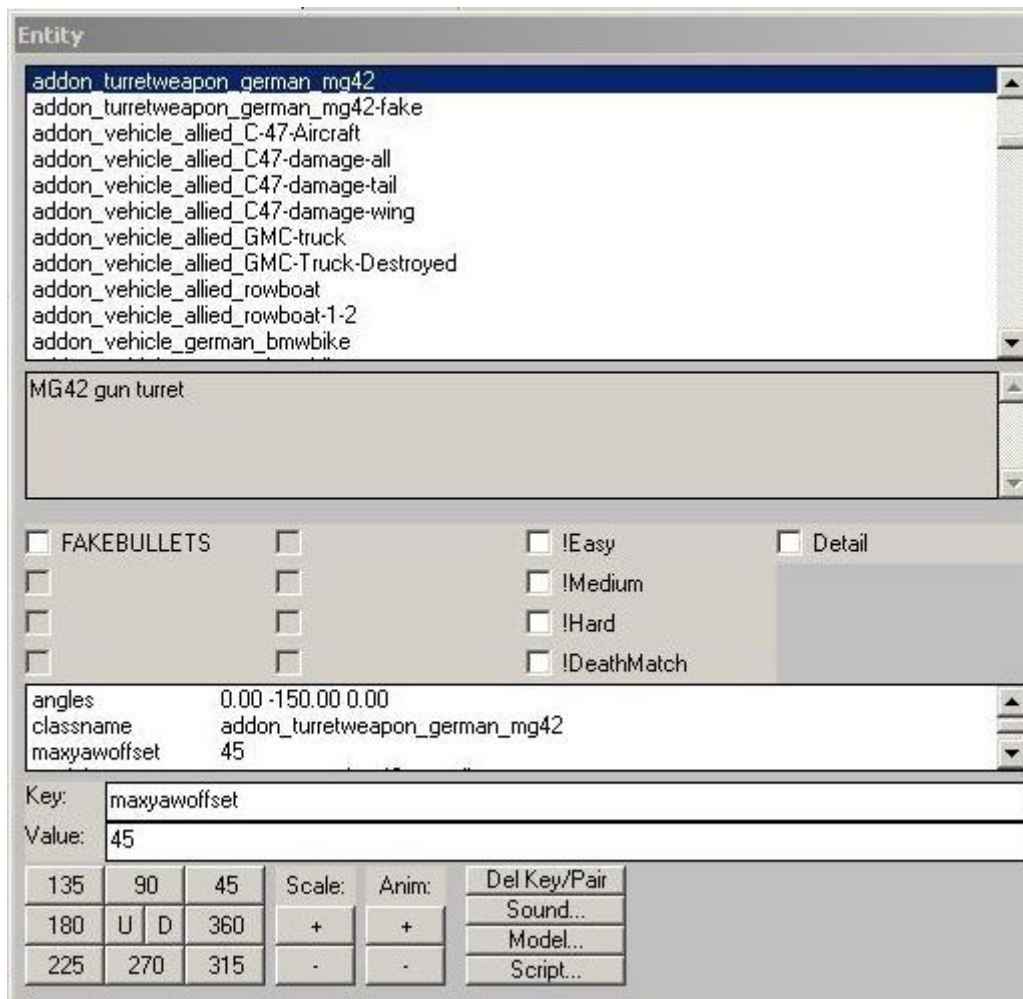 Entity
addon_turretweapon_german_mg42
addon_turretweapon_german_mg42-fake
addon_vehicle_allied_C-47-Aircraft
addon_vehicle_allied_C47-damage-all
addon_vehicle_allied_C47-damage-tail
addon_vehicle_allied_C47-damage-wing
addon_vehicle_allied_GMC-truck
addon_vehicle_allied_GMC-Truck-Destroyed
addon_vehicle_allied_rowboat
addon_vehicle_allied_rowboat-1-2
addon_vehicle_german_bmwbike
MG42 gun turret
FAKEBULLETS !Easy Detail
!Medium
!Hard
!DeathMatch
angles 0.00 -150.00 0.00
classname addon_turretweapon_german_mg42
maxyawoffset 45
Key: maxyawoffset
Value: 45
135 90 45 Scale: Anim: Del Key/Pair
Sound...
180 U D 360 + +
Model...
225 270 315 - - Script...